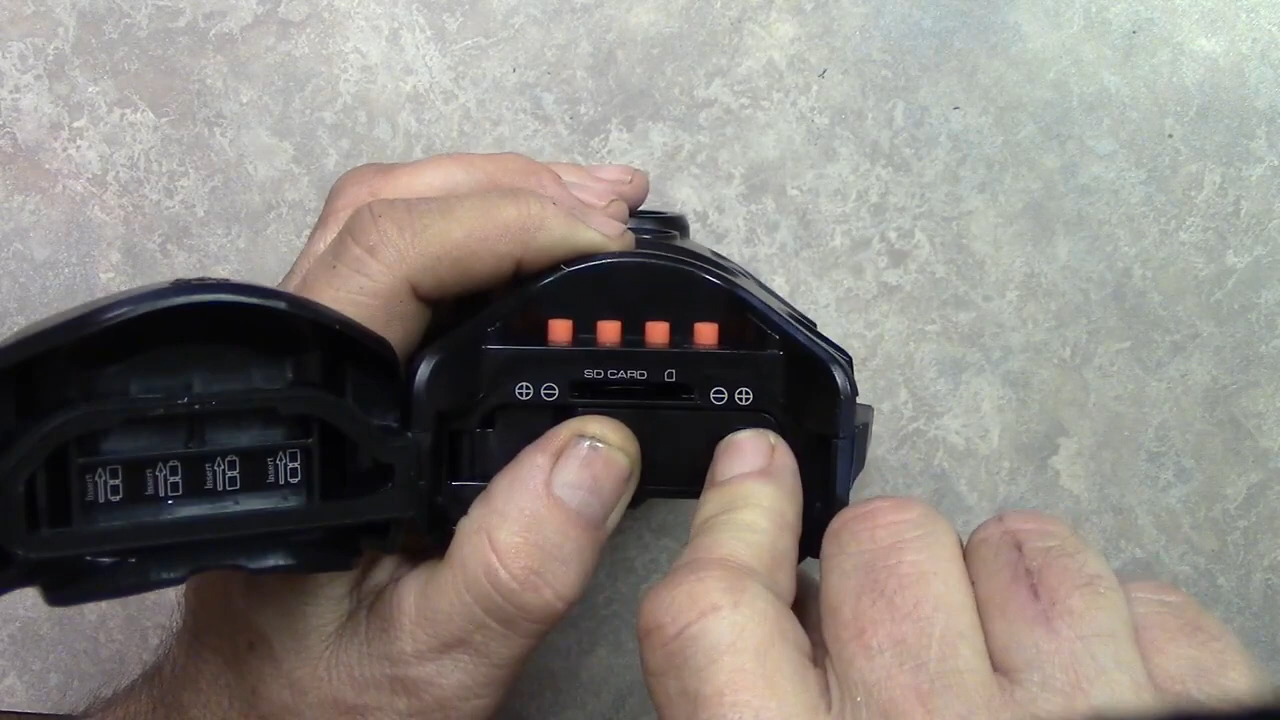 SD CARD
⊕ ⊖ ⊖ ⊕
Insert Insert Insert Insert